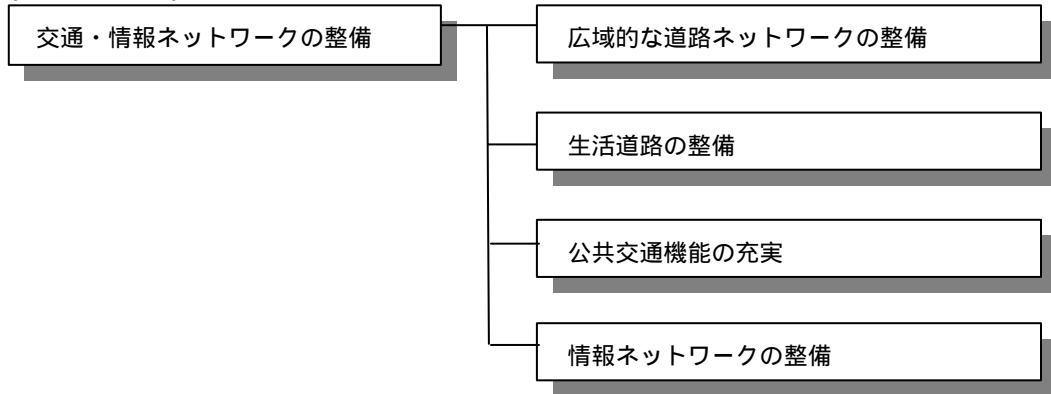 交通・情報ネットワークの整備
広域的な道路ネットワークの整備
生活道路の整備
公共交通機能の充実
情報ネットワークの整備